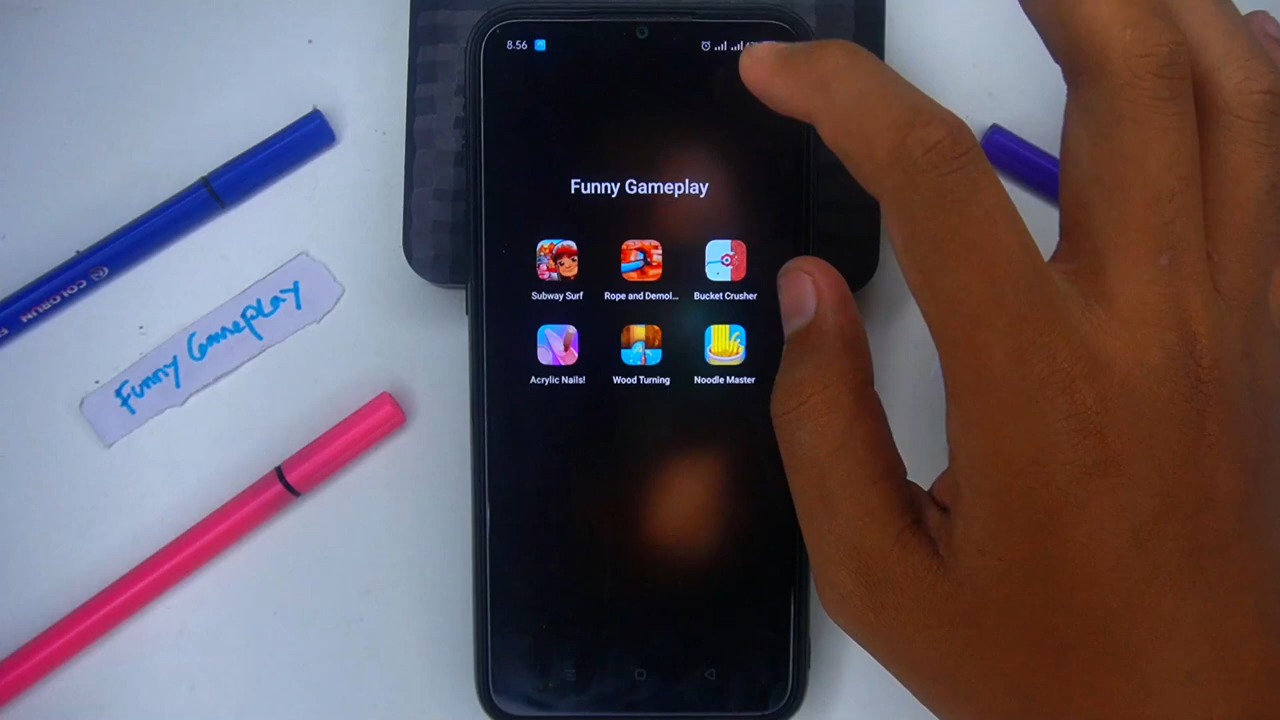 8.56
Funny Gameplay
Subway Surf
Rope and Demol...
Bucket Crusher
Acrylic Nails!
Wood Turning
Noodle Master
COLORUN
Funny Gameplay